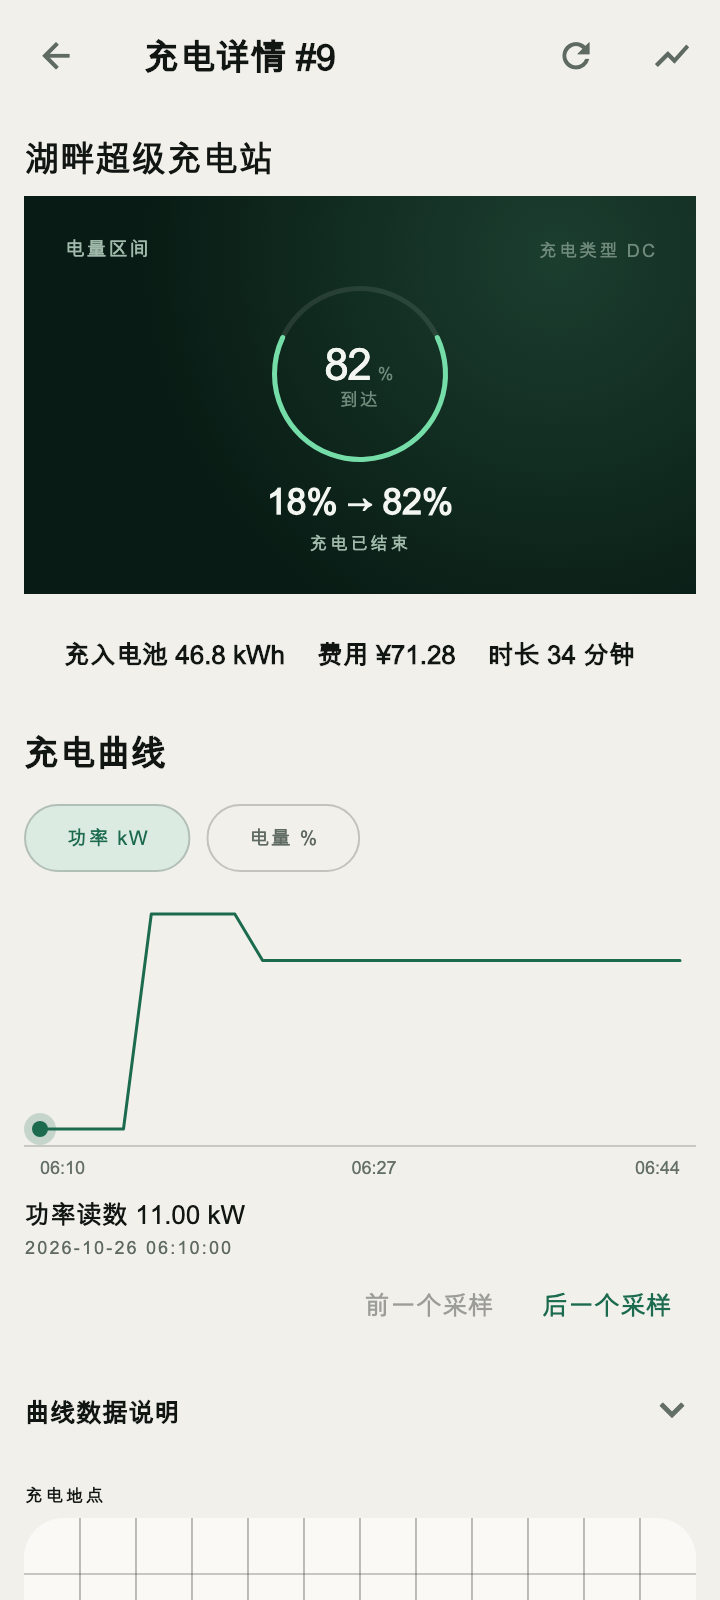 充电详情 #9
湖畔超级充电站
电量区间
充电类型 DC
82 %
到达
18% → 82%
充电已结束
充入电池 46.8 kWh 费用 ¥71.28 时长 34 分钟
充电曲线
功率 kW 电量 %
06:10 06:27 06:44
功率读数 11.00 kW
2026-10-26 06:10:00
前一个采样 后一个采样
曲线数据说明
充电地点